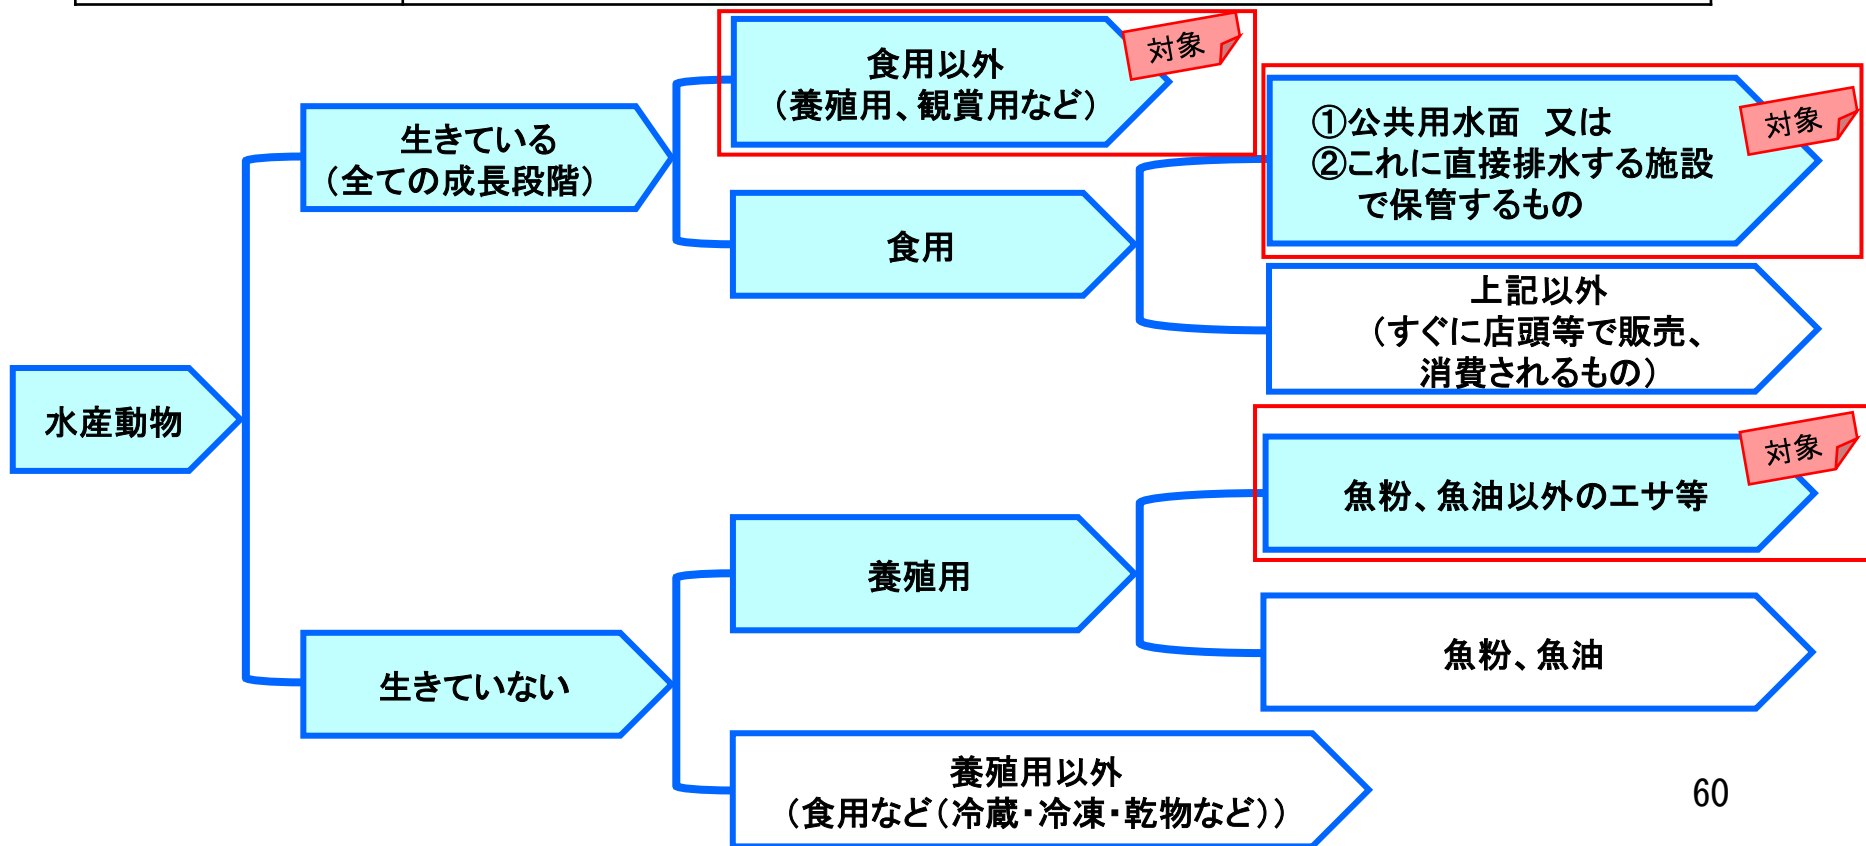 食用以外
（養殖用、観賞用など）
対象
生きている
（全ての成長段階）
①公共用水面　又は
②これに直接排水する施設
で保管するもの
対象
食用
上記以外
（すぐに店頭等で販売、
消費されるもの）
水産動物
魚粉、魚油以外のエサ等
対象
養殖用
魚粉、魚油
生きていない
養殖用以外
（食用など（冷蔵・冷凍・乾物など））
60